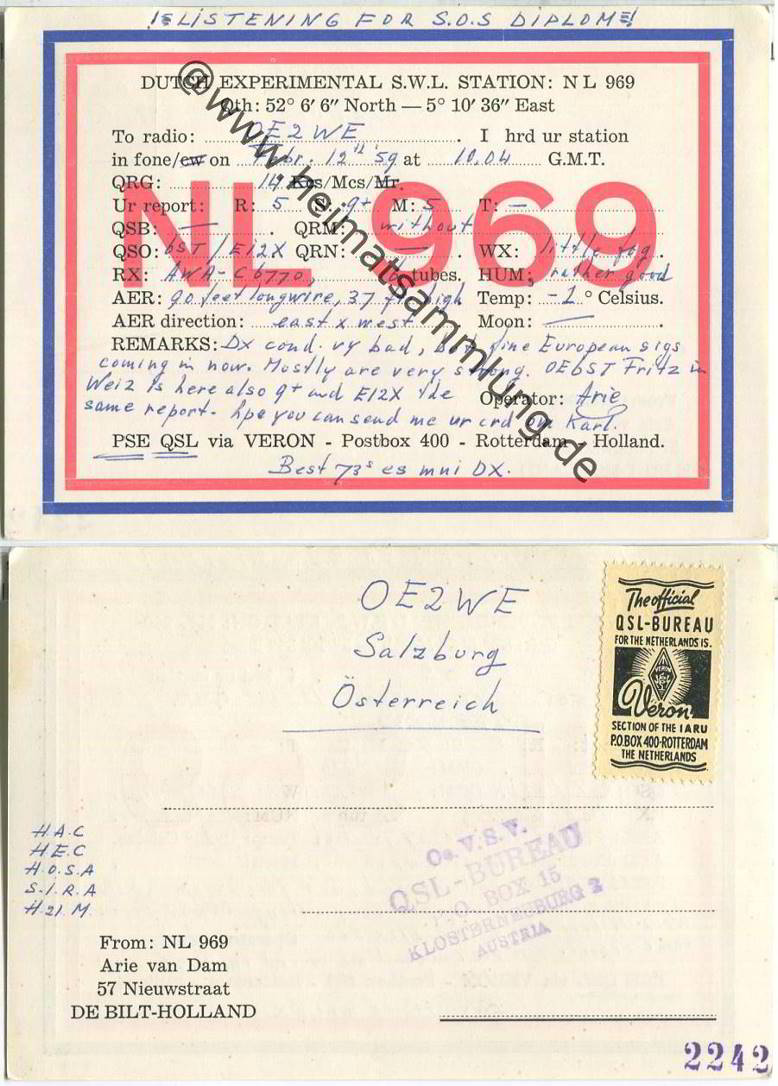 !LISTENING FOR S.O.S DIPLOME!
DUTCH EXPERIMENTAL S.W.L. STATION: NL 969
Qth: 52° 6′ 6″ North — 5° 10′ 36″ East
To radio: OE2WE . I hrd ur station
in fone/cw on Febr. 12" 59 at 10.04 G.M.T.
QRG: 14 Kcs/Mcs/Mr.
Ur report: R: 5 S: 9+ M: 5 T: —
QSB: — . QRM: without
QSO: 6ST/EI2X QRN: — . WX: little fog .
RX: AWA-C6770, tubes. HUM: rather good
AER: 90 feet longwire, 37 ft. high Temp: -1 ° Celsius.
AER direction: east x west Moon: — .
REMARKS: DX cond. vy bad, but fine European sigs
coming in now. Mostly are very strong. OE6ST Fritz in
Weiz is here also 9+ and EI2X the
same report. hpe you can send me ur crd om Karl.
Operator: Arie
PSE QSL via VERON - Postbox 400 - Rotterdam - Holland.
Best 73s es mni DX.
NL 969
@www.heimatsammlung.de
OE2WE
Salzburg
Österreich
The official
QSL-BUREAU
FOR THE NETHERLANDS IS.
VERON
Veron
SECTION OF THE IARU
P.O.BOX 400-ROTTERDAM
THE NETHERLANDS
H.A.C
H.E.C
H.O.S.A
S.I.R.A
H.21.M.
Oe.V.S.V.
QSL-BUREAU
P.O. BOX 15
KLOSTERNEUBURG 2
AUSTRIA
From: NL 969
Arie van Dam
57 Nieuwstraat
DE BILT-HOLLAND
2242